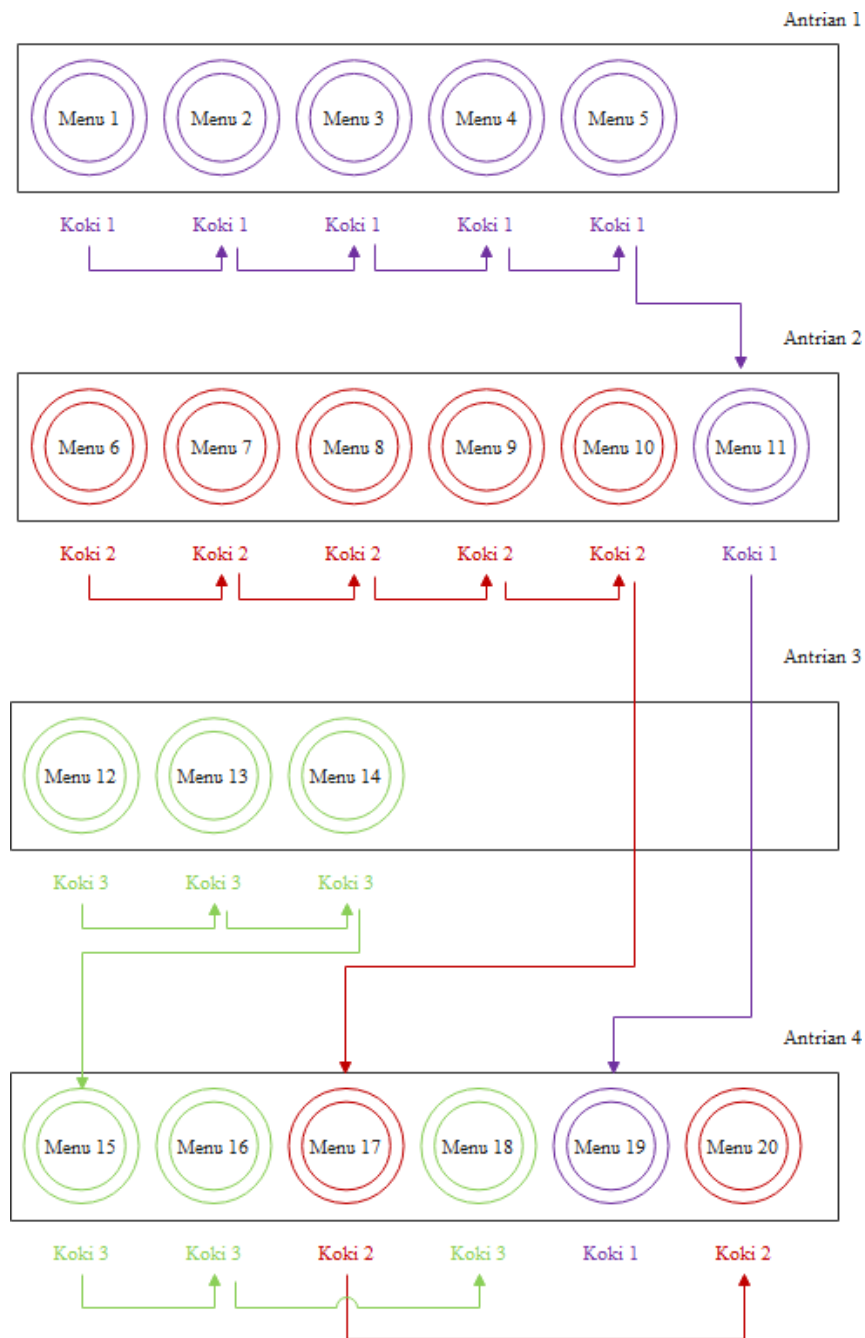 Antrian 1
Menu 1 Menu 2 Menu 3 Menu 4 Menu 5
Koki 1 Koki 1 Koki 1 Koki 1 Koki 1
Antrian 2
Menu 6 Menu 7 Menu 8 Menu 9 Menu 10 Menu 11
Koki 2 Koki 2 Koki 2 Koki 2 Koki 2 Koki 1
Antrian 3
Menu 12 Menu 13 Menu 14
Koki 3 Koki 3 Koki 3
Antrian 4
Menu 15 Menu 16 Menu 17 Menu 18 Menu 19 Menu 20
Koki 3 Koki 3 Koki 2 Koki 3 Koki 1 Koki 2